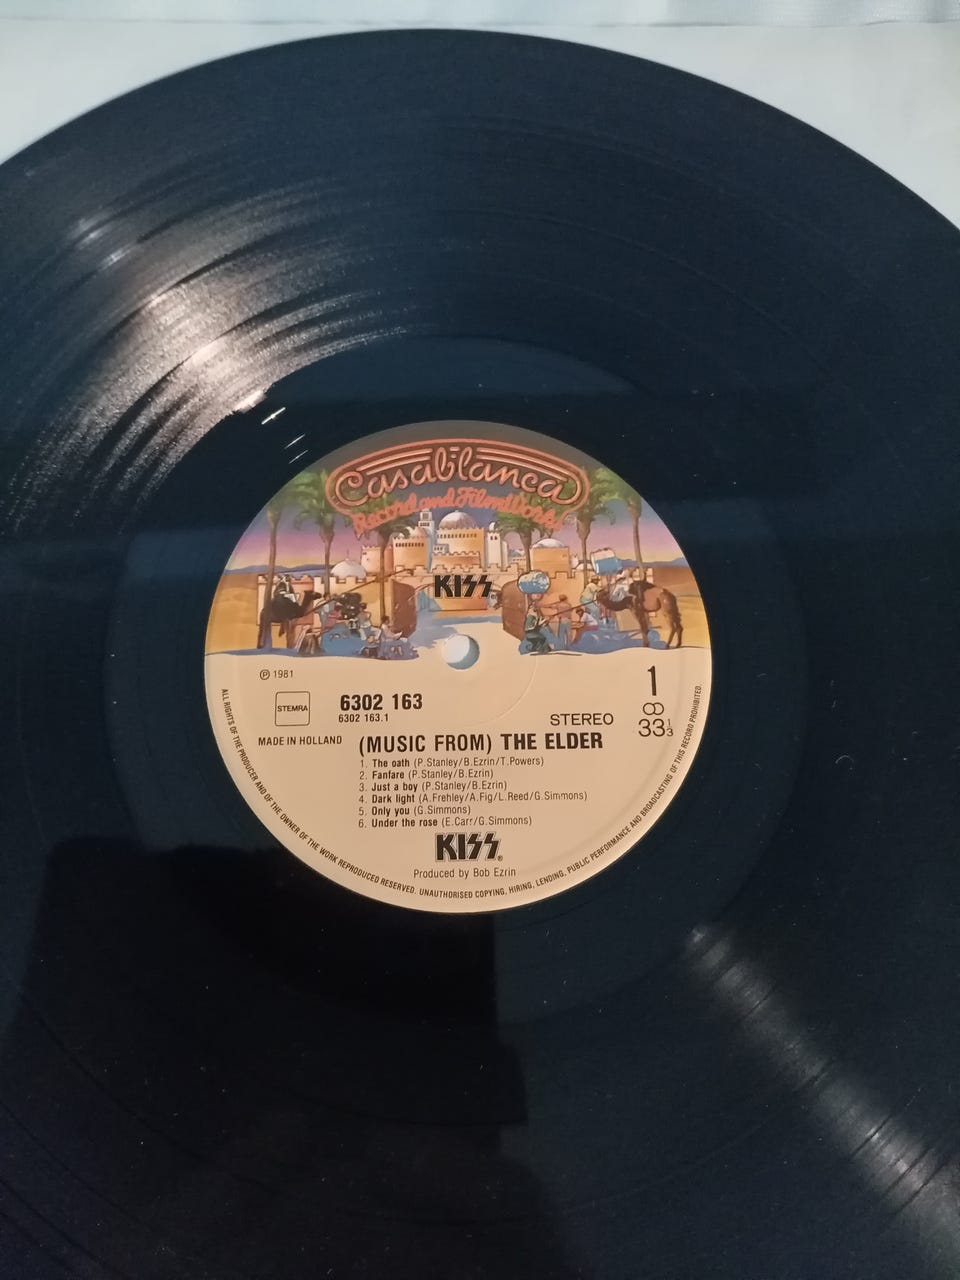 Casablanca
Record and FilmWorks
KISS
℗ 1981
STEMRA
6302 163
6302 163.1
MADE IN HOLLAND
1
STEREO
33 1/3
(MUSIC FROM) THE ELDER
1. The oath (P.Stanley/B.Ezrin/T.Powers)
2. Fanfare (P.Stanley/B.Ezrin)
3. Just a boy (P.Stanley/B.Ezrin)
4. Dark light (A.Frehley/A.Fig/L.Reed/G.Simmons)
5. Only you (G.Simmons)
6. Under the rose (E.Carr/G.Simmons)
KISS®
Produced by Bob Ezrin
ALL RIGHTS OF THE PRODUCER AND OF THE OWNER OF THE WORK REPRODUCED RESERVED. UNAUTHORISED COPYING, HIRING, LENDING, PUBLIC PERFORMANCE AND BROADCASTING OF THIS RECORD PROHIBITED.